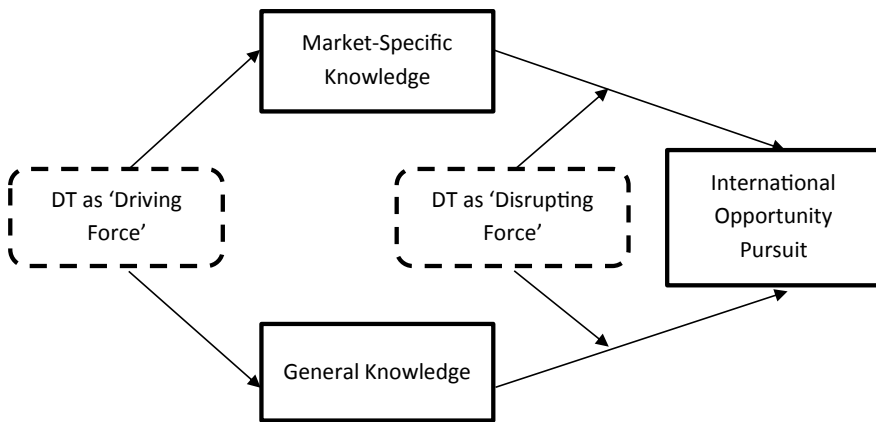 Market-Specific
Knowledge
DT as ‘Driving
Force’
DT as ‘Disrupting
Force’
International
Opportunity
Pursuit
General Knowledge